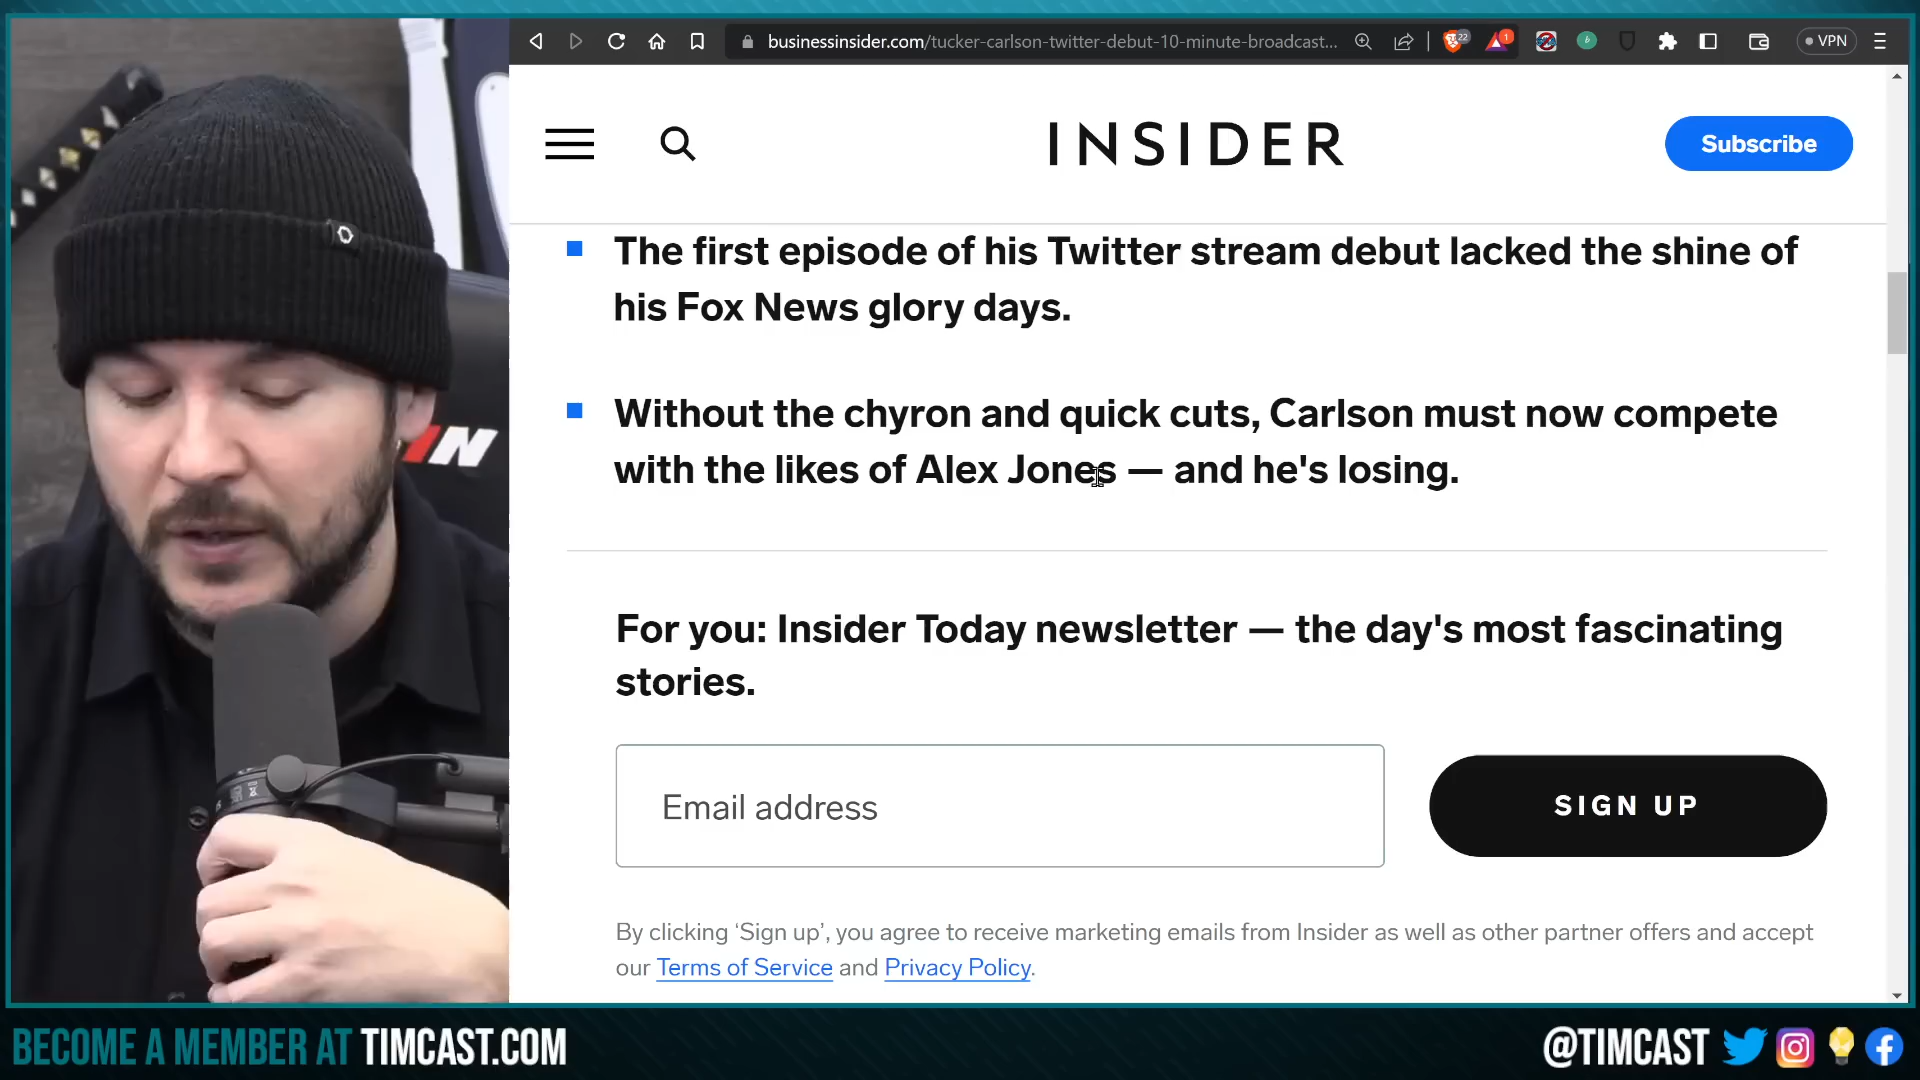 businessinsider.com/tucker-carlson-twitter-debut-10-minute-broadcast...
22
1
VPN
INSIDER
Subscribe
The first episode of his Twitter stream debut lacked the shine of
his Fox News glory days.
Without the chyron and quick cuts, Carlson must now compete
with the likes of Alex Jones — and he's losing.
For you: Insider Today newsletter — the day's most fascinating
stories.
Email address
SIGN UP
By clicking ‘Sign up’, you agree to receive marketing emails from Insider as well as other partner offers and accept
our Terms of Service and Privacy Policy.
BECOME A MEMBER AT TIMCAST.COM
@TIMCAST